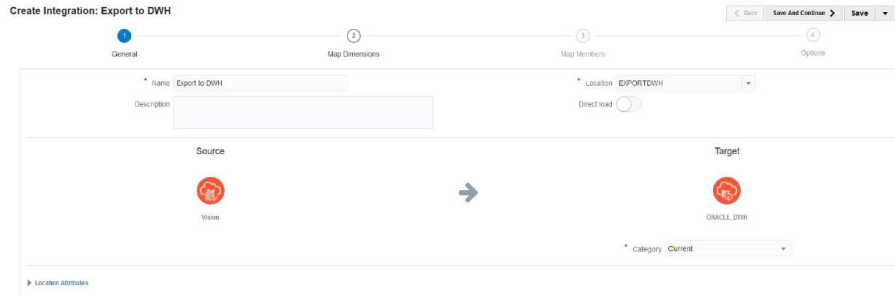 Create Integration: Export to DWH
Back Save And Continue Save
1 2 3 4
General Map Dimensions Map Members Options
* Name Export to DWH * Location EXPORTDWH
Description Direct load
Source Target
Vision ORACLE_DWH
* Category Current
Location Attributes